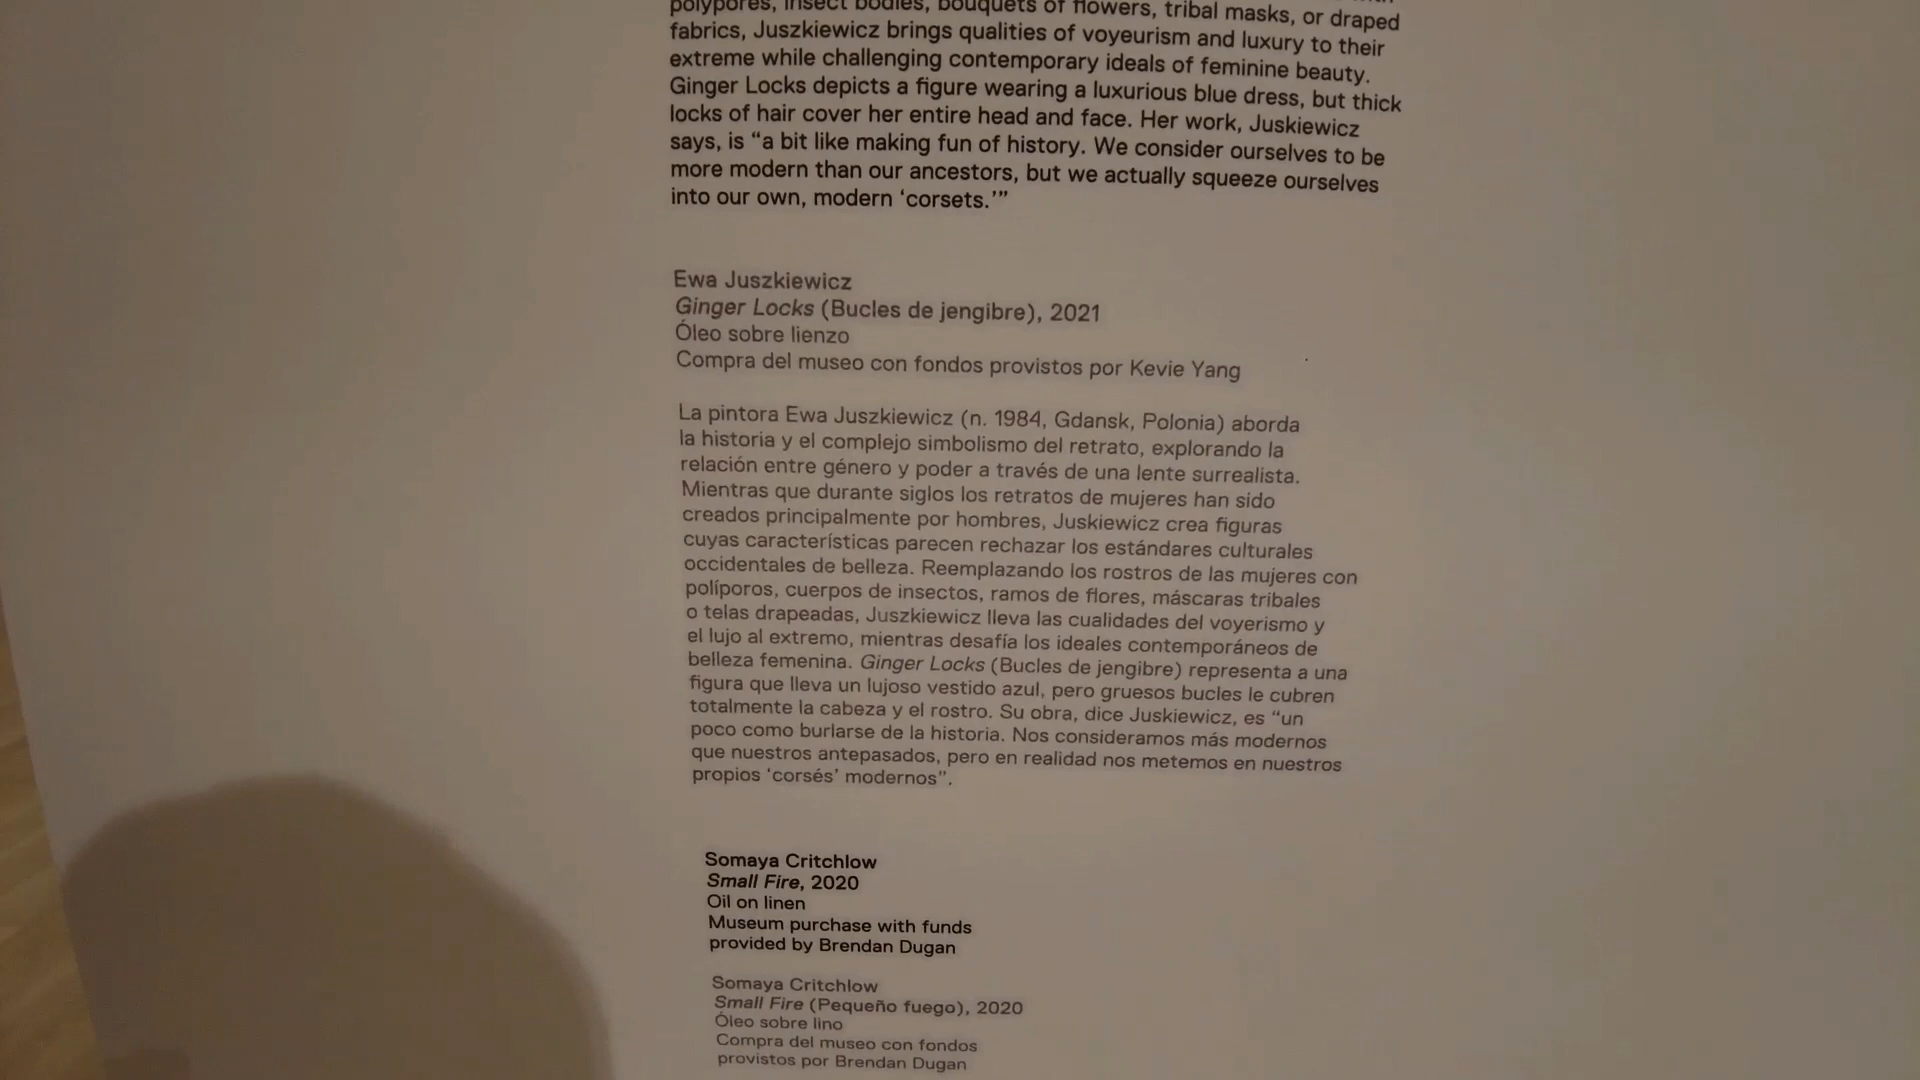 polypores, insect bodies, bouquets of flowers, tribal masks, or draped
fabrics, Juszkiewicz brings qualities of voyeurism and luxury to their
extreme while challenging contemporary ideals of feminine beauty.
Ginger Locks depicts a figure wearing a luxurious blue dress, but thick
locks of hair cover her entire head and face. Her work, Juskiewicz
says, is “a bit like making fun of history. We consider ourselves to be
more modern than our ancestors, but we actually squeeze ourselves
into our own, modern ‘corsets.’”
Ewa Juszkiewicz
Ginger Locks (Bucles de jengibre), 2021
Óleo sobre lienzo
Compra del museo con fondos provistos por Kevie Yang
La pintora Ewa Juszkiewicz (n. 1984, Gdansk, Polonia) aborda
la historia y el complejo simbolismo del retrato, explorando la
relación entre género y poder a través de una lente surrealista.
Mientras que durante siglos los retratos de mujeres han sido
creados principalmente por hombres, Juskiewicz crea figuras
cuyas características parecen rechazar los estándares culturales
occidentales de belleza. Reemplazando los rostros de las mujeres con
políporos, cuerpos de insectos, ramos de flores, máscaras tribales
o telas drapeadas, Juszkiewicz lleva las cualidades del voyerismo y
el lujo al extremo, mientras desafía los ideales contemporáneos de
belleza femenina. Ginger Locks (Bucles de jengibre) representa a una
figura que lleva un lujoso vestido azul, pero gruesos bucles le cubren
totalmente la cabeza y el rostro. Su obra, dice Juskiewicz, es “un
poco como burlarse de la historia. Nos consideramos más modernos
que nuestros antepasados, pero en realidad nos metemos en nuestros
propios ‘corsés’ modernos”.
Somaya Critchlow
Small Fire, 2020
Oil on linen
Museum purchase with funds
provided by Brendan Dugan
Somaya Critchlow
Small Fire (Pequeño fuego), 2020
Óleo sobre lino
Compra del museo con fondos
provistos por Brendan Dugan